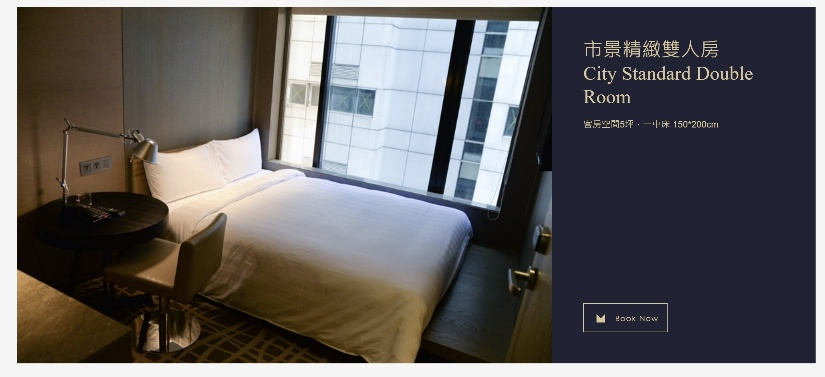 市景精緻雙人房
City Standard Double
Room
客房空間5坪 · 一中床 150*200cm
Book Now